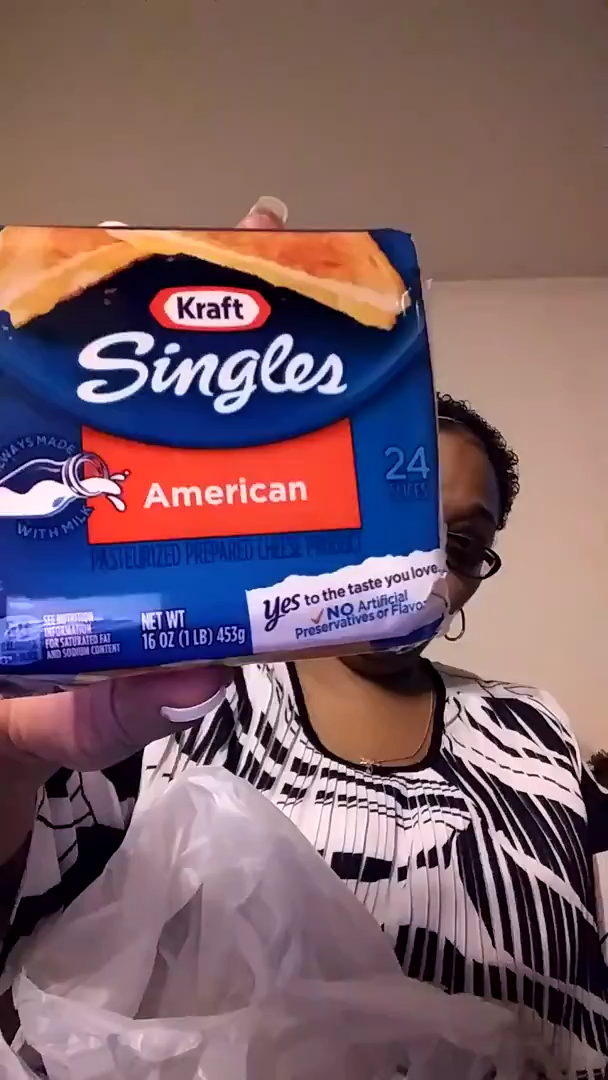 Kraft
Singles
WAYS MADE
WITH MILK
American
24
SLICES
PASTEURIZED PREPARED CHEESE PRODUCT
Yes to the taste you love.
✓NO Artificial
Preservatives or Flavo
SEE NUTRITION
INFORMATION
FOR SATURATED FAT
AND SODIUM CONTENT
NET WT
16 OZ (1 LB) 453g